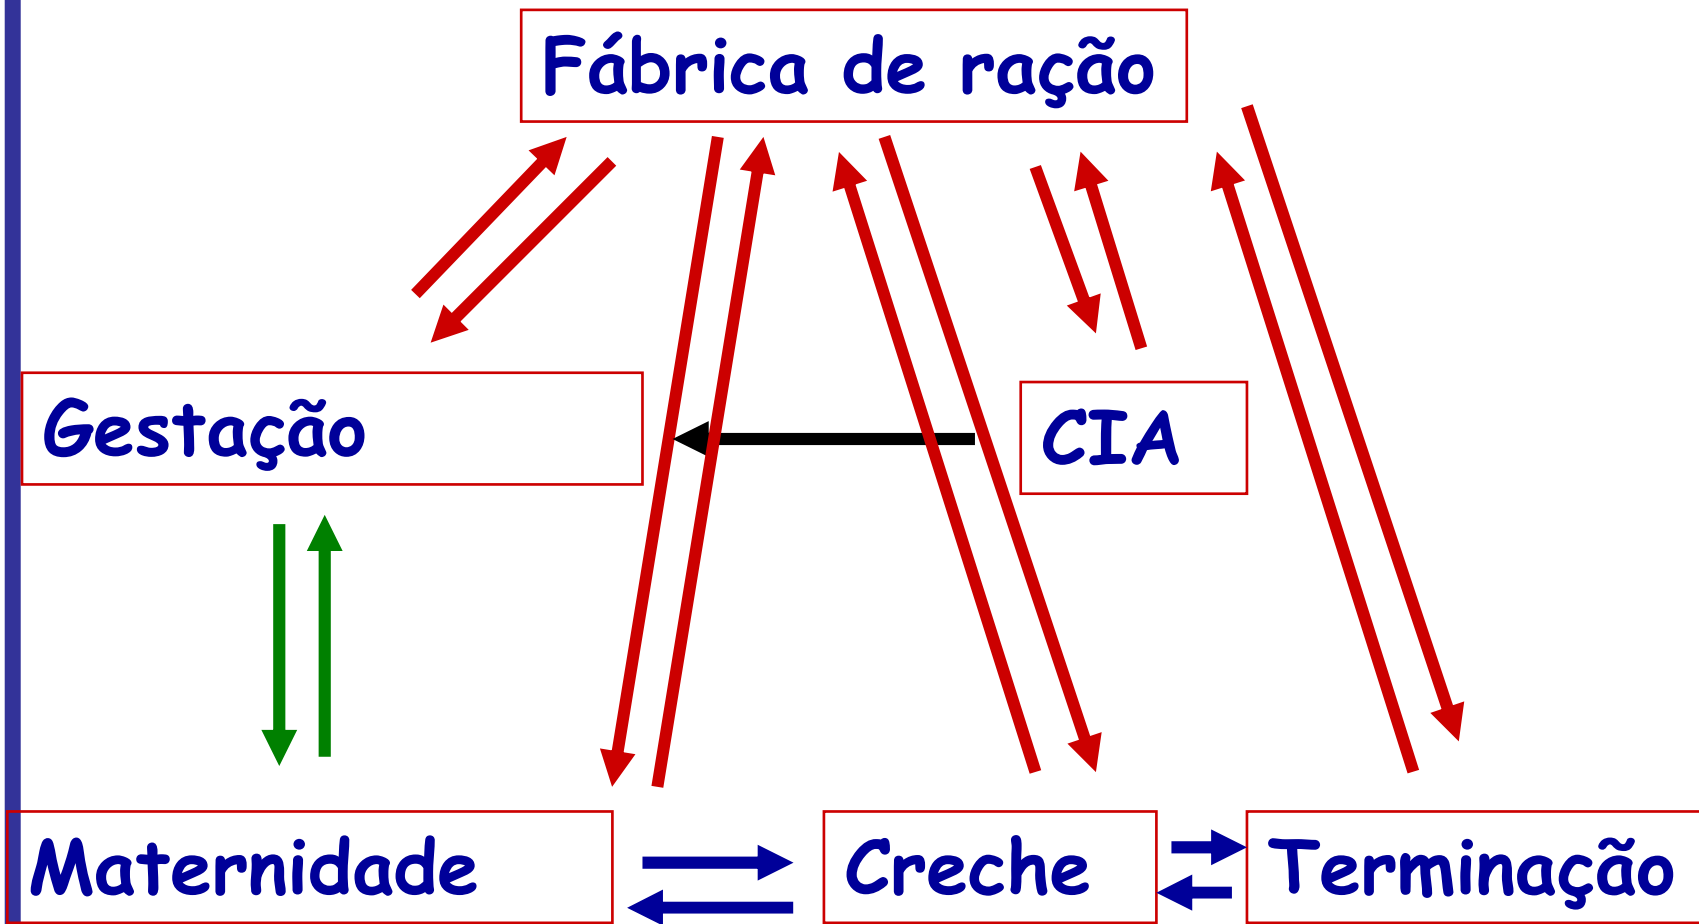 Fábrica de ração
Gestação
CIA
Maternidade
Creche
Terminação